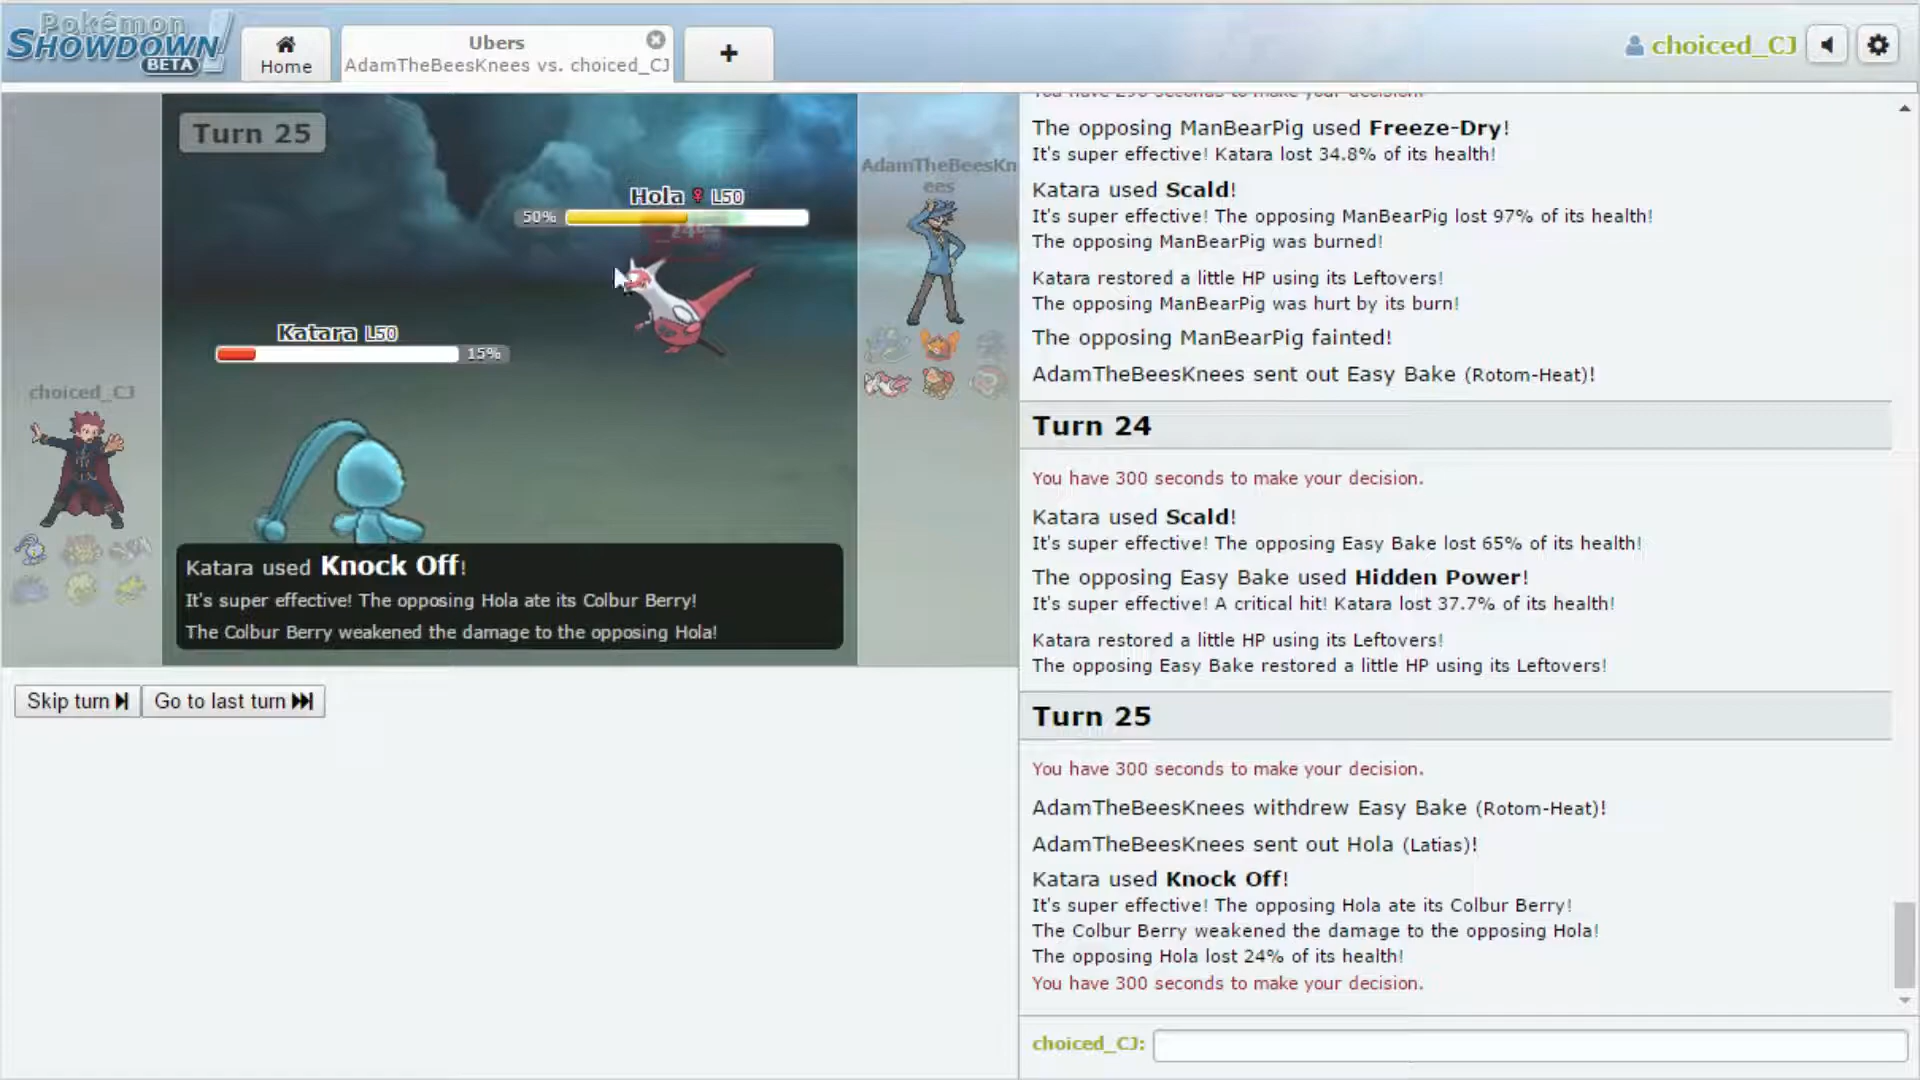 Pokémon
SHOWDOWN!
BETA
Home
Ubers
AdamTheBeesKnees vs. choiced_CJ
+
choiced_CJ
Turn 25
Hola ♀ L50
50%
24%
Katara L50
15%
choiced_CJ
AdamTheBeesKn
ees
Katara used Knock Off!
It's super effective! The opposing Hola ate its Colbur Berry!
The Colbur Berry weakened the damage to the opposing Hola!
Skip turn
Go to last turn
You have 290 seconds to make your decision.
The opposing ManBearPig used Freeze-Dry!
It's super effective! Katara lost 34.8% of its health!
Katara used Scald!
It's super effective! The opposing ManBearPig lost 97% of its health!
The opposing ManBearPig was burned!
Katara restored a little HP using its Leftovers!
The opposing ManBearPig was hurt by its burn!
The opposing ManBearPig fainted!
AdamTheBeesKnees sent out Easy Bake (Rotom-Heat)!
Turn 24
You have 300 seconds to make your decision.
Katara used Scald!
It's super effective! The opposing Easy Bake lost 65% of its health!
The opposing Easy Bake used Hidden Power!
It's super effective! A critical hit! Katara lost 37.7% of its health!
Katara restored a little HP using its Leftovers!
The opposing Easy Bake restored a little HP using its Leftovers!
Turn 25
You have 300 seconds to make your decision.
AdamTheBeesKnees withdrew Easy Bake (Rotom-Heat)!
AdamTheBeesKnees sent out Hola (Latias)!
Katara used Knock Off!
It's super effective! The opposing Hola ate its Colbur Berry!
The Colbur Berry weakened the damage to the opposing Hola!
The opposing Hola lost 24% of its health!
You have 300 seconds to make your decision.
choiced_CJ: